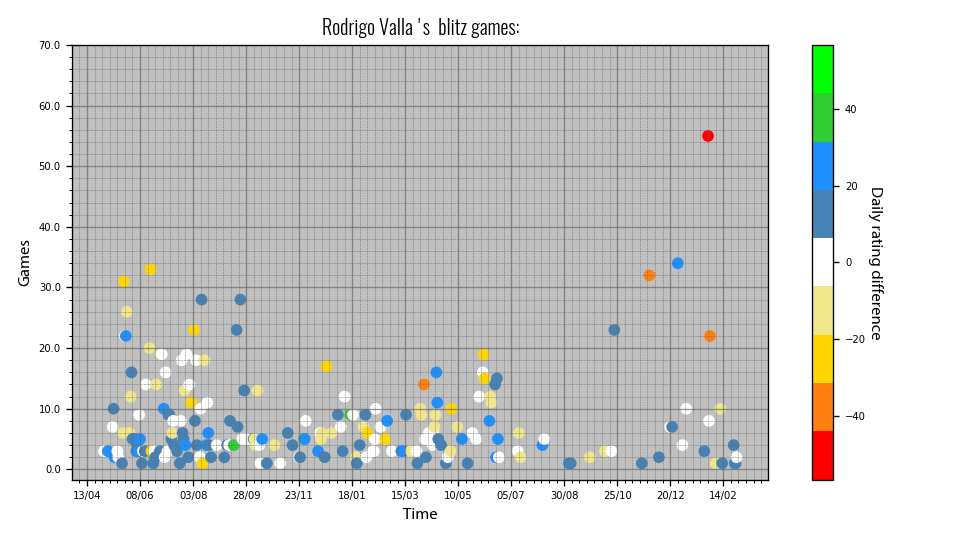 Rodrigo Valla 's  blitz games:
70.0
60.0
50.0
40.0
30.0
20.0
10.0
0.0
Games
13/04 08/06 03/08 28/09 23/11 18/01 15/03 10/05 05/07 30/08 25/10 20/12 14/02
Time
40
20
0
−20
−40
Daily rating difference